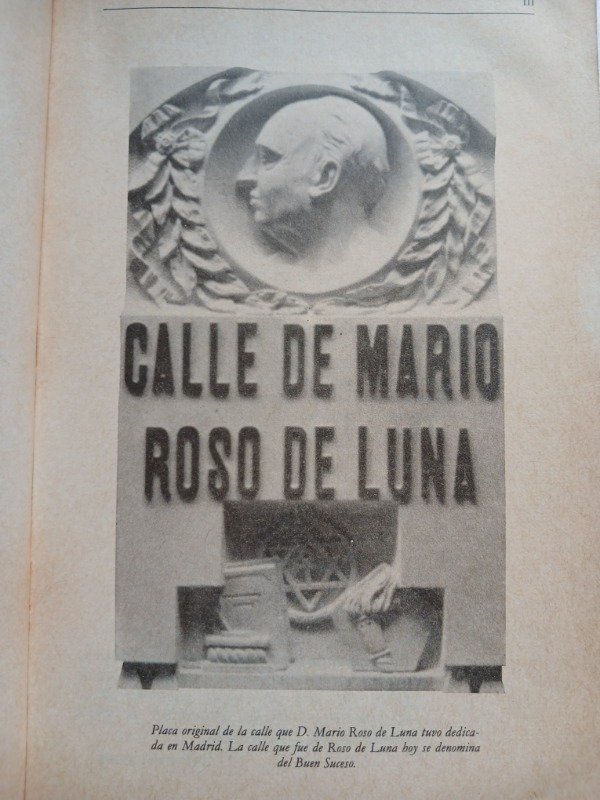 III
CALLE DE MARIO
ROSO DE LUNA
Placa original de la calle que D. Mario Roso de Luna tuvo dedica-
da en Madrid. La calle que fue de Roso de Luna hoy se denomina
del Buen Suceso.